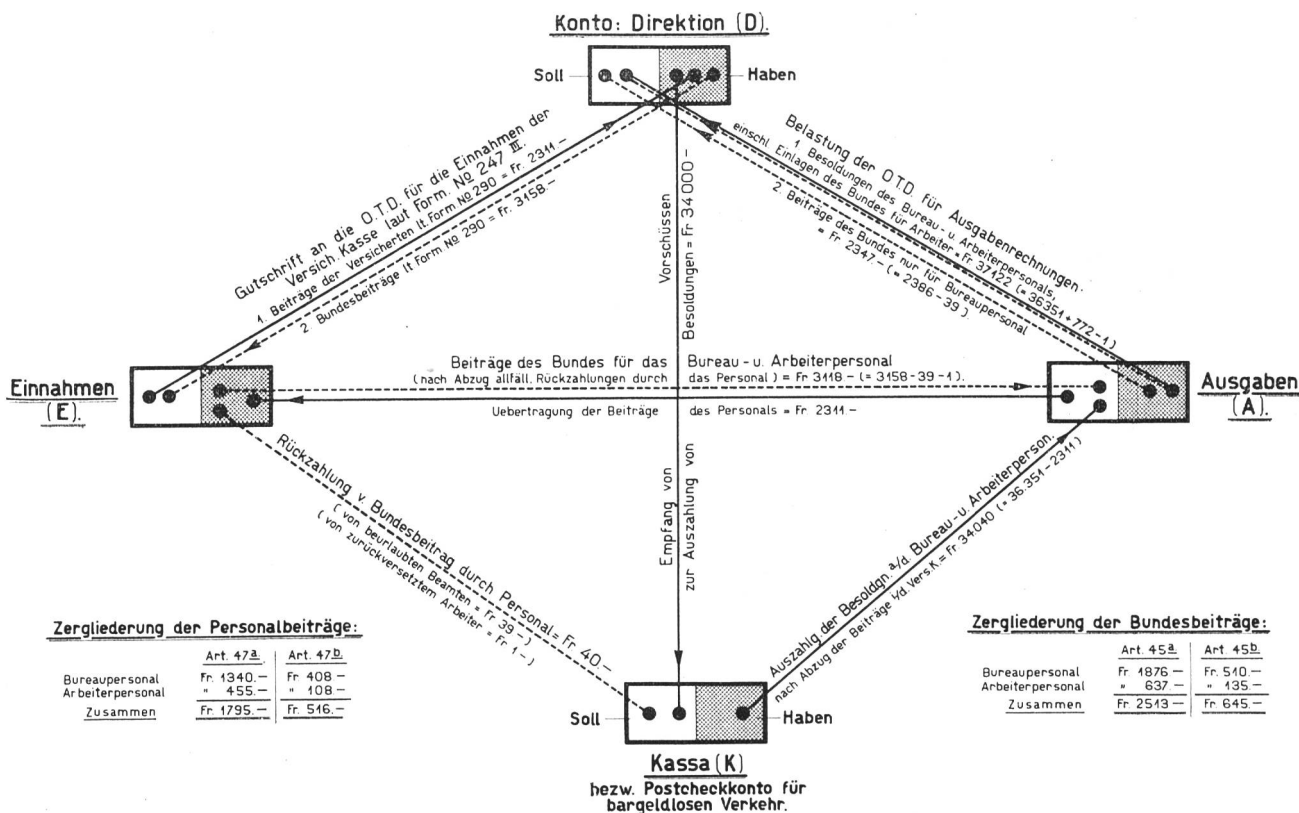 Konto: Direktion (D).
Soll
Haben
Gutschrift an die O.T.D. für die Einnahmen der
Versich. Kasse laut Form. No 247 III.
1. Beiträge der Versicherten lt. Form No 290 = Fr. 2311.-
2. Bundesbeiträge lt Form No 290 = Fr. 3158.-
Belastung der O.T.D. für Ausgabenrechnungen.
1. Besoldungen des Bureau- u. Arbeiterpersonals,
einschl. Einlagen des Bundes für Arbeiter = Fr 37122 (= 36351+772-1)
2. Beiträge des Bundes nur für Bureaupersonal
= Fr 2347.- (= 2386-39)
Vorschüssen
Besoldungen = Fr 34000-
Einnahmen
(E).
Ausgaben
(A).
Beiträge des Bundes für das Bureau- u. Arbeiterpersonal
(nach Abzug allfäll. Rückzahlungen durch das Personal) = Fr 3118- (= 3158-39-1).
Uebertragung der Beiträge des Personals = Fr. 2311.-
Empfang von
zur Auszahlung von
Rückzahlung v. Bundesbeitrag durch Personal = Fr 40.-
(von beurlaubten Beamten = Fr 39-)
(von zurückversetztem Arbeiter = Fr 1-)
Auszahlg. der Besoldgn. a/d. Bureau- u. Arbeiterperson.
nach Abzug der Beiträge i/d. Vers.K. = Fr 34040 (= 36.351-2311)
Zergliederung der Personalbeiträge:
Art. 47a Art. 47b
Bureaupersonal Fr. 1340.- Fr. 408-
Arbeiterpersonal " 455.- " 108-
Zusammen Fr. 1795.- Fr. 516.-
Zergliederung der Bundesbeiträge:
Art. 45a Art. 45b
Bureaupersonal Fr 1876- Fr. 510.-
Arbeiterpersonal " 637.- " 135.-
Zusammen Fr 2513- Fr 645.-
Soll
Haben
Kassa (K)
bezw. Postcheckkonto für
bargeldlosen Verkehr.